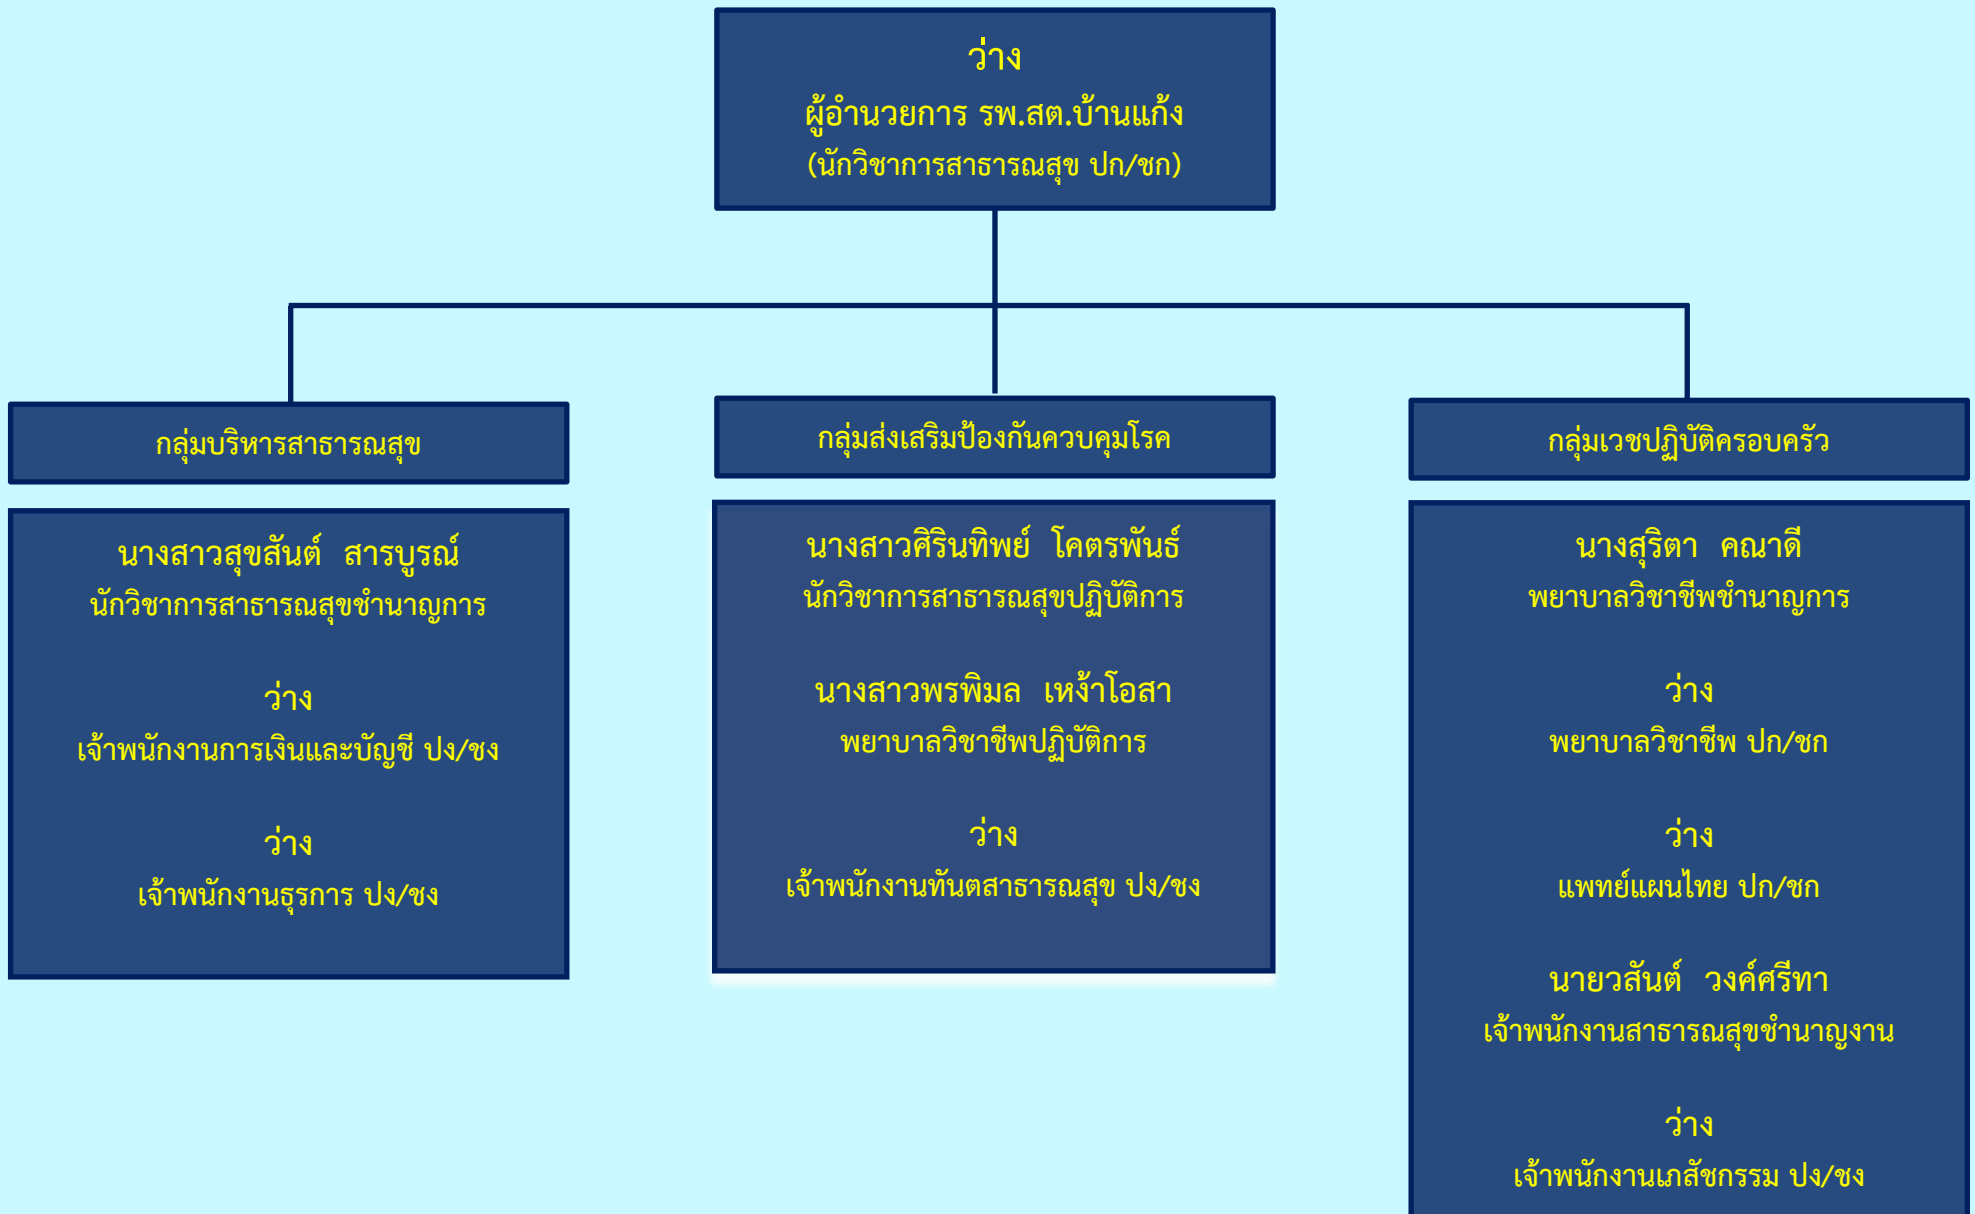 ว่าง
ผู้อำนวยการ รพ.สต.บ้านแก้ง
(นักวิชาการสาธารณสุข ปก/ชก)
กลุ่มบริหารสาธารณสุข
นางสาวสุขสันต์ สารบูรณ์
นักวิชาการสาธารณสุขชำนาญการ
ว่าง
เจ้าพนักงานการเงินและบัญชี ปง/ชง
ว่าง
เจ้าพนักงานธุรการ ปง/ชง
กลุ่มส่งเสริมป้องกันควบคุมโรค
นางสาวศิรินทิพย์ โคตรพันธ์
นักวิชาการสาธารณสุขปฏิบัติการ
นางสาวพรพิมล เหง้าโอสา
พยาบาลวิชาชีพปฏิบัติการ
ว่าง
เจ้าพนักงานทันตสาธารณสุข ปง/ชง
กลุ่มเวชปฏิบัติครอบครัว
นางสุริตา คณาดี
พยาบาลวิชาชีพชำนาญการ
ว่าง
พยาบาลวิชาชีพ ปก/ชก
ว่าง
แพทย์แผนไทย ปก/ชก
นายวสันต์ วงค์ศรีทา
เจ้าพนักงานสาธารณสุขชำนาญงาน
ว่าง
เจ้าพนักงานเภสัชกรรม ปง/ชง